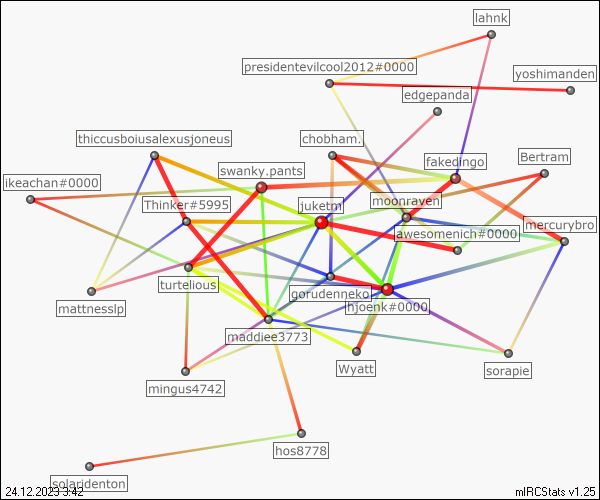 lahnk
presidentevilcool2012#0000
yoshimanden
edgepanda
thiccusboiusalexusjoneus
chobham.
Bertram
fakedingo
swanky.pants
ikeachan#0000
moonraven
Thinker#5995
juketm
mercurybro
awesomenich#0000
turtelious
gorudenneko
mattnesslp
hjoenk#0000
maddiee3773
Wyatt
sorapie
mingus4742
hos8778
solaridenton
24.12.2023 3:42
mIRCStats v1.25